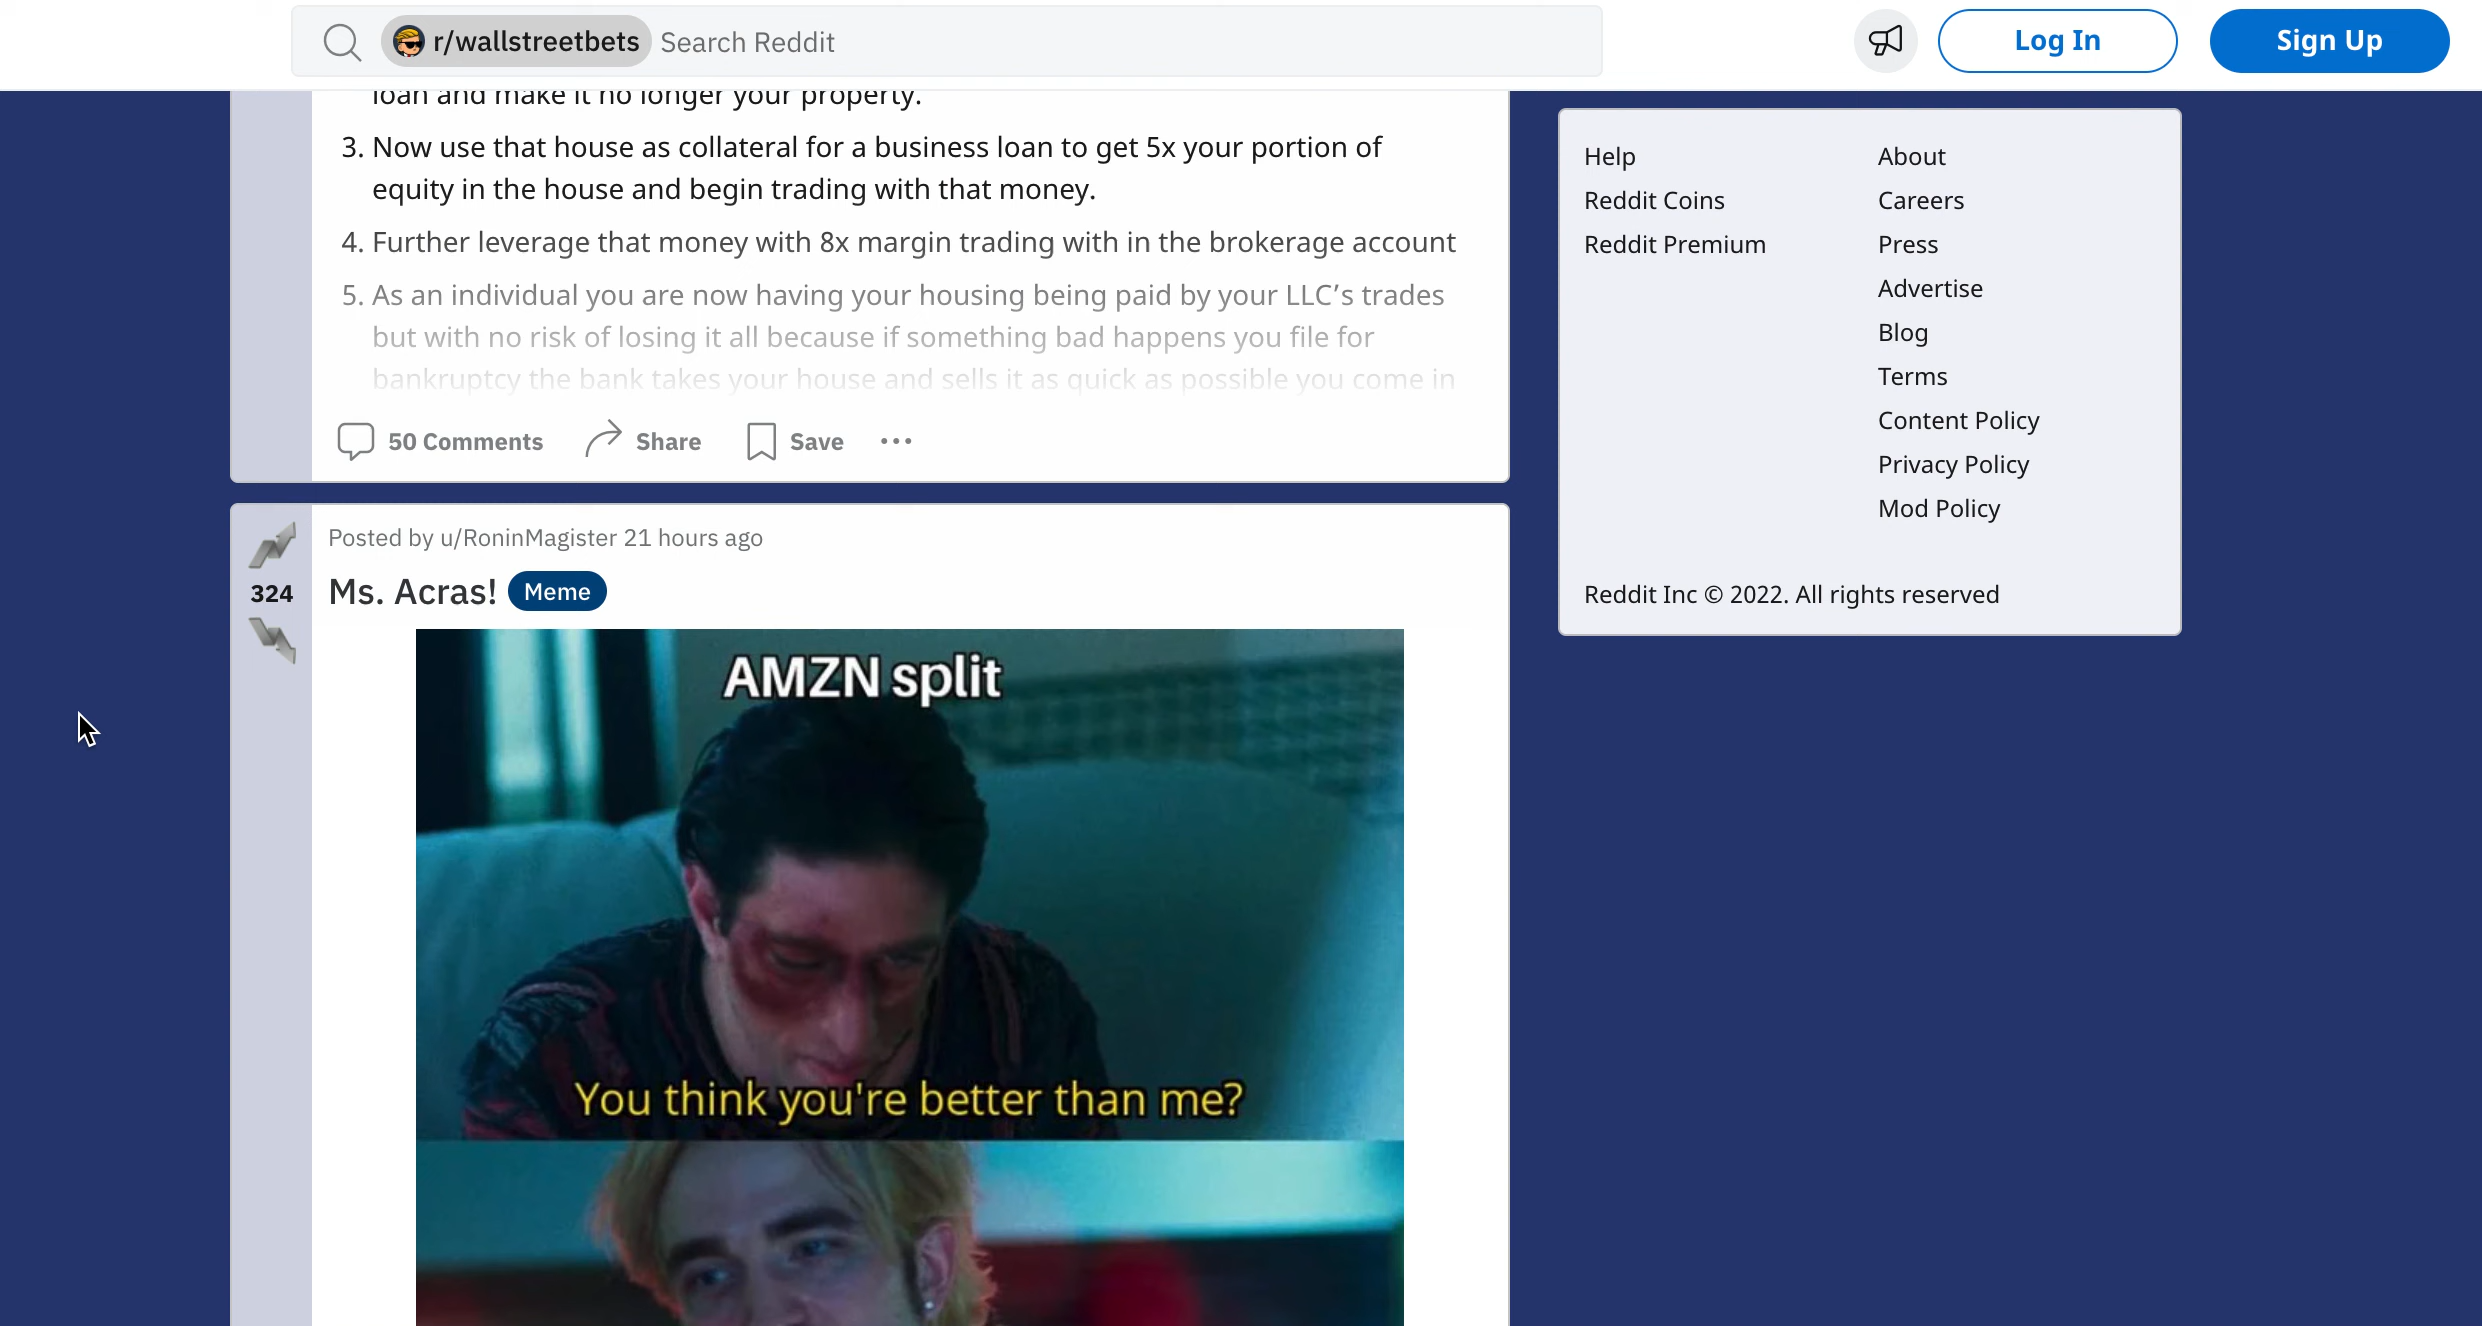 r/wallstreetbets Search Reddit
Log In
Sign Up
loan and make it no longer your property.
3. Now use that house as collateral for a business loan to get 5x your portion of
equity in the house and begin trading with that money.
4. Further leverage that money with 8x margin trading with in the brokerage account
5. As an individual you are now having your housing being paid by your LLC’s trades
but with no risk of losing it all because if something bad happens you file for
bankruptcy the bank takes your house and sells it as quick as possible you come in
50 Comments
Share
Save
Posted by u/RoninMagister 21 hours ago
324
Ms. Acras! Meme
AMZN split
You think you're better than me?
Help
Reddit Coins
Reddit Premium
About
Careers
Press
Advertise
Blog
Terms
Content Policy
Privacy Policy
Mod Policy
Reddit Inc © 2022. All rights reserved